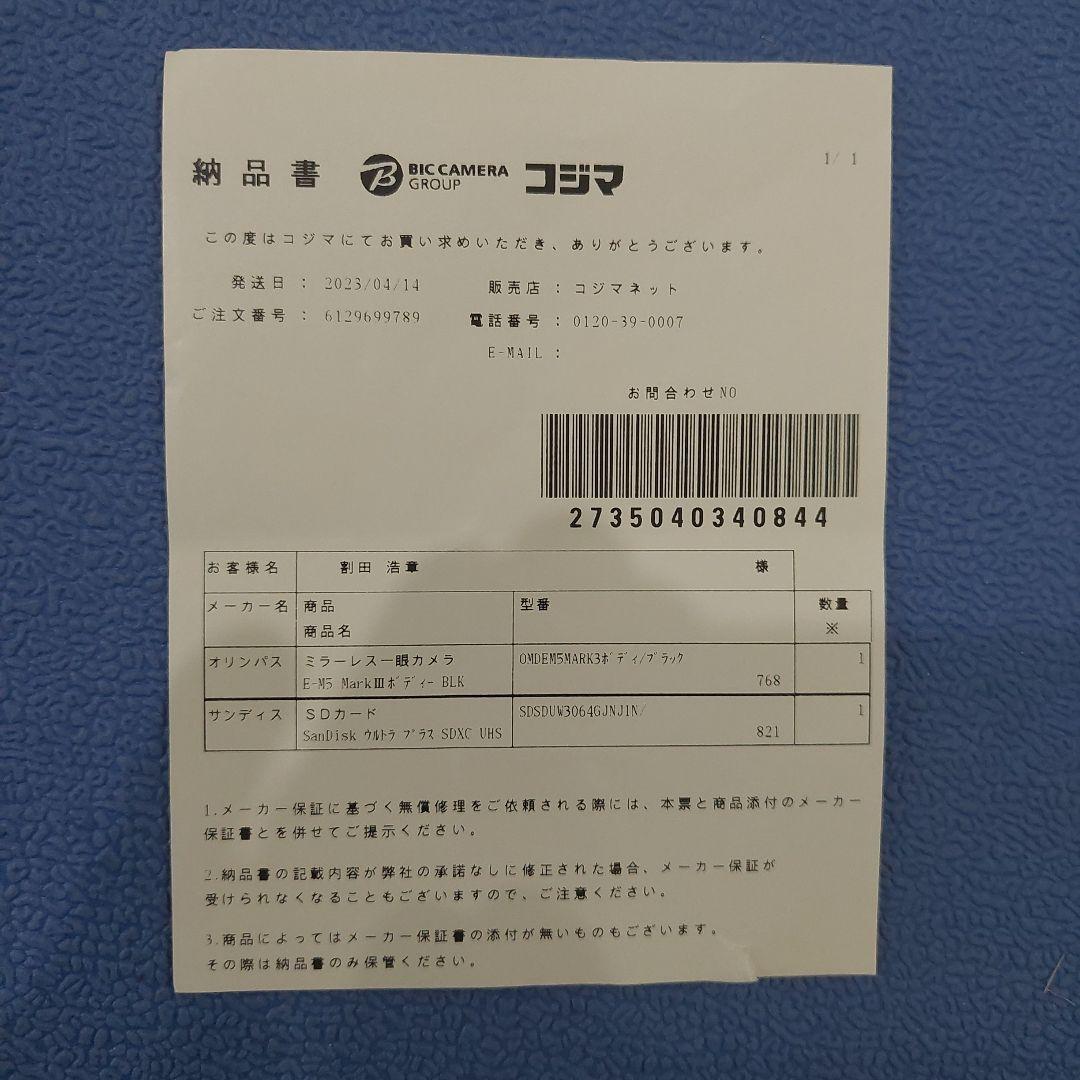 納品書 BIC CAMERA GROUP コジマ 1/ 1
この度はコジマにてお買い求めいただき、ありがとうございます。
発送日 : 2023/04/14 販売店 : コジマネット
ご注文番号 : 6129699789 電話番号 : 0120-39-0007
E-MAIL :
お問合わせNO
2735040340844
お客様名 割田 浩章 様
メーカー名 商品 型番 数量
商品名 ※
オリンパス ミラーレス一眼カメラ OMDEM5MARK3ボディ/ブラック 1
E-M5 MarkⅢボディー BLK 768
サンディス SDカード SDSDUW3064GJNJ1N/ 1
SanDisk ウルトラ プラス SDXC UHS 821
1.メーカー保証に基づく無償修理をご依頼される際には、本票と商品添付のメーカー
保証書とを併せてご提示ください。
2.納品書の記載内容が弊社の承諾なしに修正された場合、メーカー保証が
受けられなくなることもございますので、ご注意ください。
3.商品によってはメーカー保証書の添付が無いものもございます。
その際は納品書のみ保管ください。